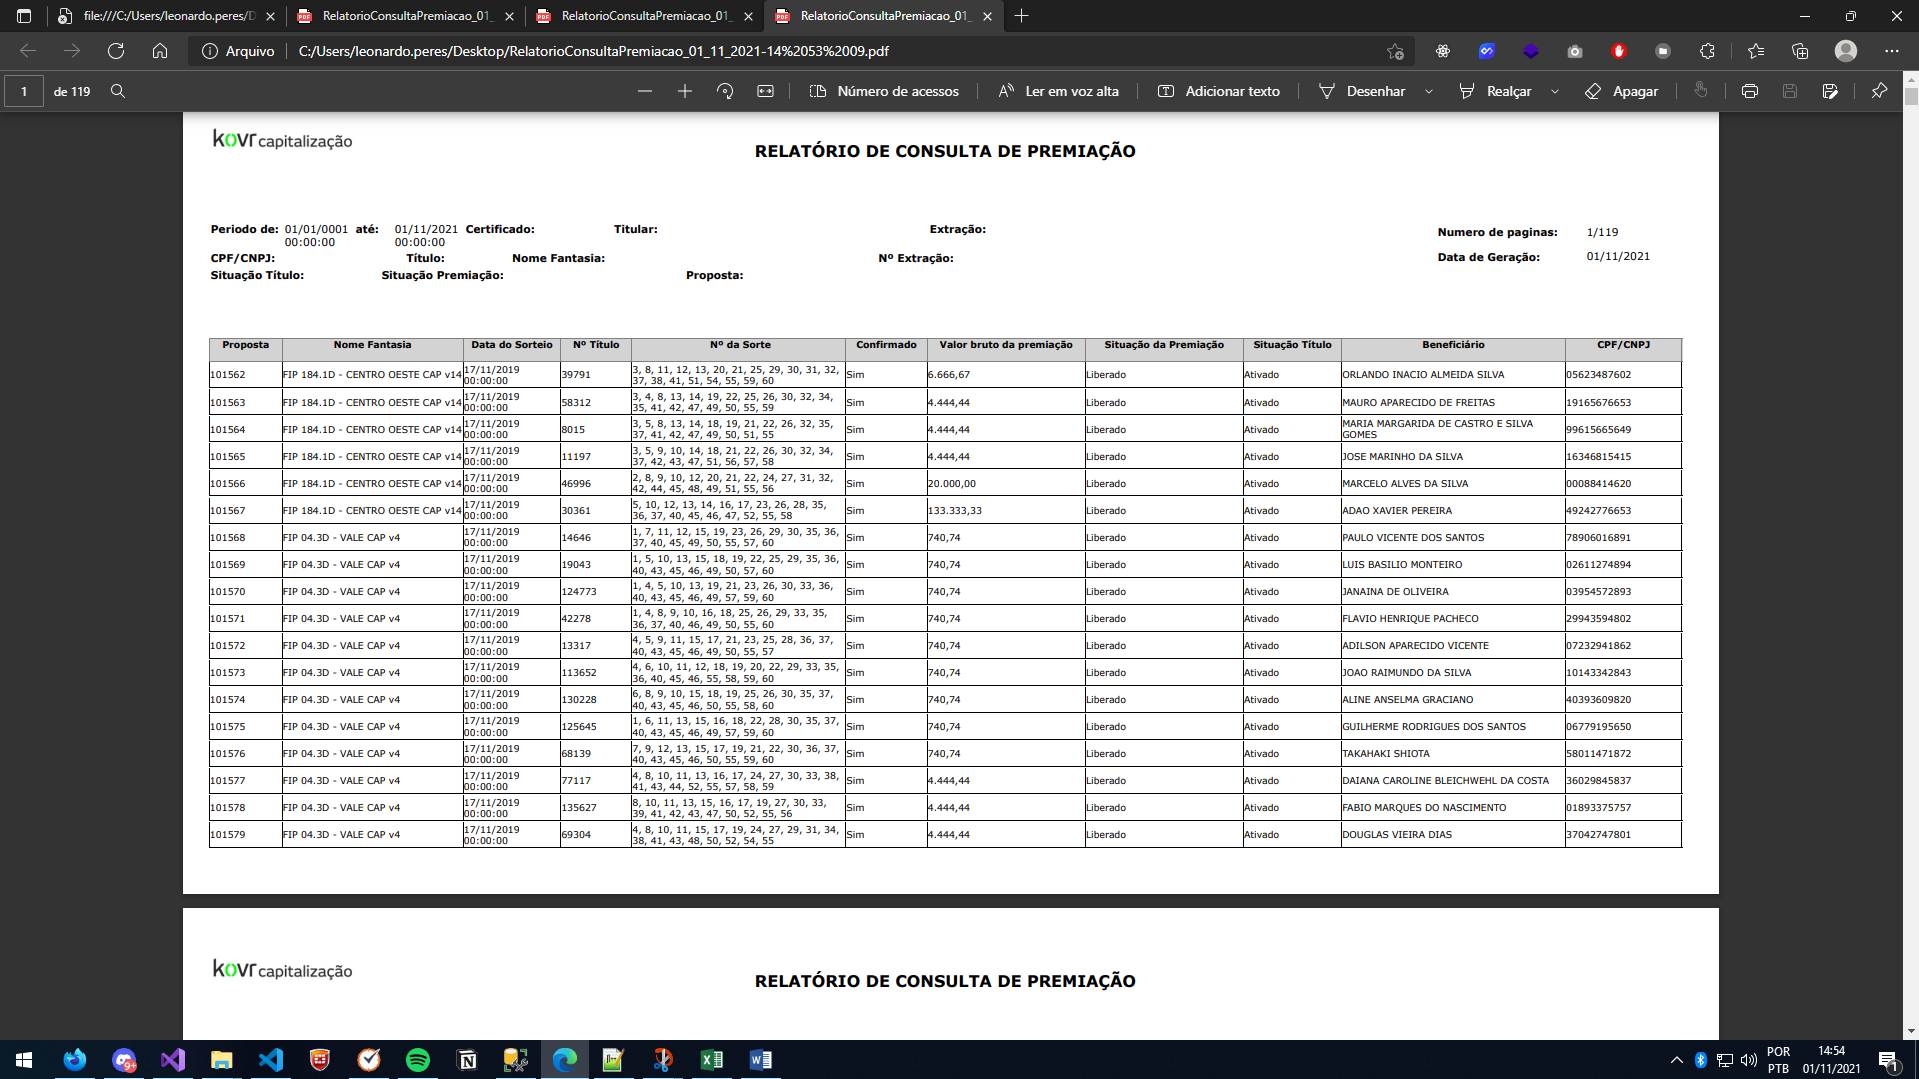 file:///C:/Users/leonardo.peres/D
RelatorioConsultaPremiacao_01_
RelatorioConsultaPremiacao_01_
RelatorioConsultaPremiacao_01_
Arquivo C:/Users/leonardo.peres/Desktop/RelatorioConsultaPremiacao_01_11_2021-14%2053%2009.pdf
1 de 119 Número de acessos Ler em voz alta Adicionar texto Desenhar Realçar Apagar
kovr capitalização
RELATÓRIO DE CONSULTA DE PREMIAÇÃO
Periodo de: 01/01/0001 até: 01/11/2021 Certificado: Titular: Extração: Numero de paginas: 1/119
00:00:00 00:00:00
CPF/CNPJ: Título: Nome Fantasia: Nº Extração: Data de Geração: 01/11/2021
Situação Título: Situação Premiação: Proposta:
Proposta Nome Fantasia Data do Sorteio Nº Título Nº da Sorte Confirmado Valor bruto da premiação Situação da Premiação Situação Título Beneficiário CPF/CNPJ
101562 FIP 184.1D - CENTRO OESTE CAP v14 17/11/2019 39791 3, 8, 11, 12, 13, 20, 21, 25, 29, 30, 31, 32, Sim 6.666,67 Liberado Ativado ORLANDO INACIO ALMEIDA SILVA 05623487602
00:00:00 37, 38, 41, 51, 54, 55, 59, 60
101563 FIP 184.1D - CENTRO OESTE CAP v14 17/11/2019 58312 3, 4, 8, 13, 14, 19, 22, 25, 26, 30, 32, 34, Sim 4.444,44 Liberado Ativado MAURO APARECIDO DE FREITAS 19165676653
00:00:00 35, 41, 42, 47, 49, 50, 55, 59
101564 FIP 184.1D - CENTRO OESTE CAP v14 17/11/2019 8015 3, 5, 8, 13, 14, 18, 19, 21, 22, 26, 32, 35, Sim 4.444,44 Liberado Ativado MARIA MARGARIDA DE CASTRO E SILVA 99615665649
00:00:00 37, 41, 42, 47, 49, 50, 51, 55 GOMES
101565 FIP 184.1D - CENTRO OESTE CAP v14 17/11/2019 11197 3, 5, 9, 10, 14, 18, 21, 22, 26, 30, 32, 34, Sim 4.444,44 Liberado Ativado JOSE MARINHO DA SILVA 16346815415
00:00:00 37, 42, 43, 47, 51, 56, 57, 58
101566 FIP 184.1D - CENTRO OESTE CAP v14 17/11/2019 46996 2, 8, 9, 10, 12, 20, 21, 22, 24, 27, 31, 32, Sim 20.000,00 Liberado Ativado MARCELO ALVES DA SILVA 00088414620
00:00:00 42, 44, 45, 48, 49, 51, 55, 56
101567 FIP 184.1D - CENTRO OESTE CAP v14 17/11/2019 30361 5, 10, 12, 13, 14, 16, 17, 23, 26, 28, 35, Sim 133.333,33 Liberado Ativado ADAO XAVIER PEREIRA 49242776653
00:00:00 36, 37, 40, 45, 46, 47, 52, 55, 58
101568 FIP 04.3D - VALE CAP v4 17/11/2019 14646 1, 7, 11, 12, 15, 19, 23, 26, 29, 30, 35, 36, Sim 740,74 Liberado Ativado PAULO VICENTE DOS SANTOS 78906016891
00:00:00 37, 40, 45, 49, 50, 55, 57, 60
101569 FIP 04.3D - VALE CAP v4 17/11/2019 19043 1, 5, 10, 13, 15, 18, 19, 22, 25, 29, 35, 36, Sim 740,74 Liberado Ativado LUIS BASILIO MONTEIRO 02611274894
00:00:00 40, 43, 45, 46, 49, 50, 57, 60
101570 FIP 04.3D - VALE CAP v4 17/11/2019 124773 1, 4, 5, 10, 13, 19, 21, 23, 26, 30, 33, 36, Sim 740,74 Liberado Ativado JANAINA DE OLIVEIRA 03954572893
00:00:00 40, 43, 45, 46, 49, 57, 59, 60
101571 FIP 04.3D - VALE CAP v4 17/11/2019 42278 1, 4, 8, 9, 10, 16, 18, 25, 26, 29, 33, 35, Sim 740,74 Liberado Ativado FLAVIO HENRIQUE PACHECO 29943594802
00:00:00 36, 37, 40, 46, 49, 50, 55, 60
101572 FIP 04.3D - VALE CAP v4 17/11/2019 13317 4, 5, 9, 11, 15, 17, 21, 23, 25, 28, 36, 37, Sim 740,74 Liberado Ativado ADILSON APARECIDO VICENTE 07232941862
00:00:00 40, 43, 45, 46, 49, 50, 55, 57
101573 FIP 04.3D - VALE CAP v4 17/11/2019 113652 4, 6, 10, 11, 12, 18, 19, 20, 22, 29, 33, 35, Sim 740,74 Liberado Ativado JOAO RAIMUNDO DA SILVA 10143342843
00:00:00 36, 40, 45, 46, 55, 58, 59, 60
101574 FIP 04.3D - VALE CAP v4 17/11/2019 130228 6, 8, 9, 10, 15, 18, 19, 25, 26, 30, 35, 37, Sim 740,74 Liberado Ativado ALINE ANSELMA GRACIANO 40393609820
00:00:00 40, 43, 45, 46, 50, 55, 58, 60
101575 FIP 04.3D - VALE CAP v4 17/11/2019 125645 1, 6, 11, 13, 15, 16, 18, 22, 28, 30, 35, 37, Sim 740,74 Liberado Ativado GUILHERME RODRIGUES DOS SANTOS 06779195650
00:00:00 40, 43, 45, 46, 49, 57, 59, 60
101576 FIP 04.3D - VALE CAP v4 17/11/2019 68139 7, 9, 12, 13, 15, 17, 19, 21, 22, 30, 36, 37, Sim 740,74 Liberado Ativado TAKAHAKI SHIOTA 58011471872
00:00:00 40, 43, 45, 46, 50, 55, 59, 60
101577 FIP 04.3D - VALE CAP v4 17/11/2019 77117 4, 8, 10, 11, 13, 16, 17, 24, 27, 30, 33, 38, Sim 4.444,44 Liberado Ativado DAIANA CAROLINE BLEICHWEHL DA COSTA 36029845837
00:00:00 41, 43, 44, 52, 55, 57, 58, 59
101578 FIP 04.3D - VALE CAP v4 17/11/2019 135627 8, 10, 11, 13, 15, 16, 17, 19, 27, 30, 33, Sim 4.444,44 Liberado Ativado FABIO MARQUES DO NASCIMENTO 01893375757
00:00:00 39, 41, 42, 43, 47, 50, 52, 55, 56
101579 FIP 04.3D - VALE CAP v4 17/11/2019 69304 4, 8, 10, 11, 15, 17, 19, 24, 27, 29, 31, 34, Sim 4.444,44 Liberado Ativado DOUGLAS VIEIRA DIAS 37042747801
00:00:00 38, 41, 43, 48, 50, 52, 54, 55
kovr capitalização
RELATÓRIO DE CONSULTA DE PREMIAÇÃO
9+
POR 14:54
PTB 01/11/2021 1